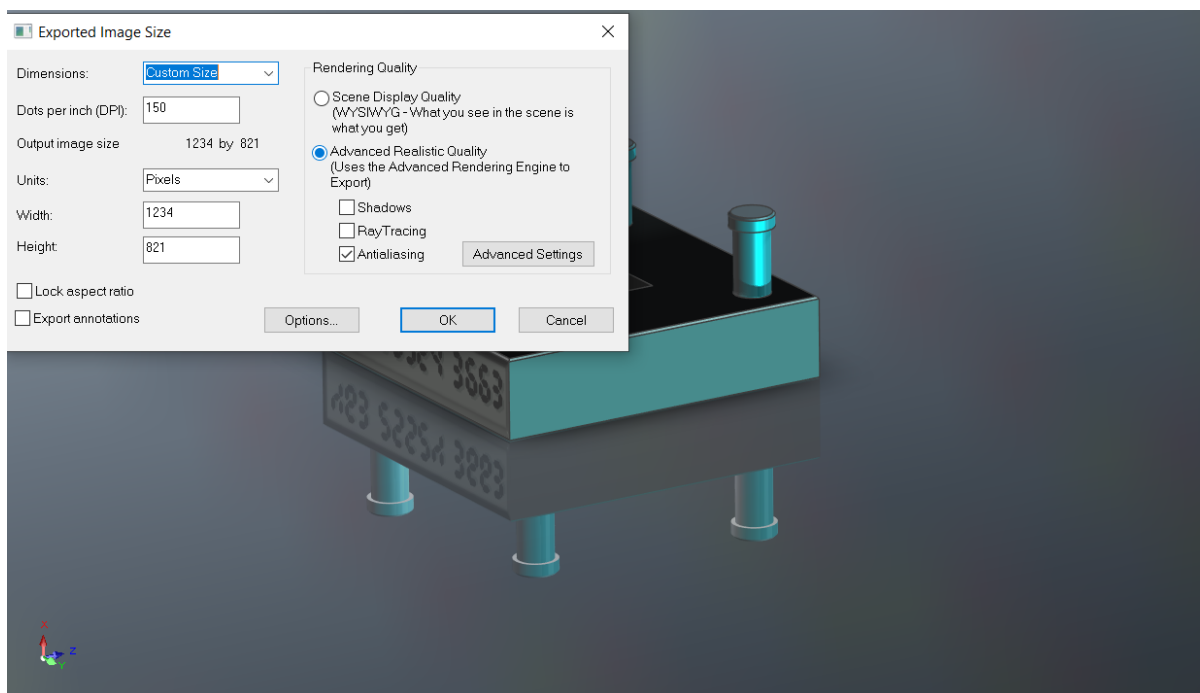 Exported Image Size
Dimensions: Custom Size
Dots per inch (DPI): 150
Output image size 1234 by 821
Units: Pixels
Width: 1234
Height: 821
Lock aspect ratio
Export annotations
Rendering Quality
Scene Display Quality
(WYSIWYG - What you see in the scene is
what you get)
Advanced Realistic Quality
(Uses the Advanced Rendering Engine to
Export)
Shadows
RayTracing
Antialiasing
Advanced Settings
Options...
OK
Cancel
3663
X
Z
Y